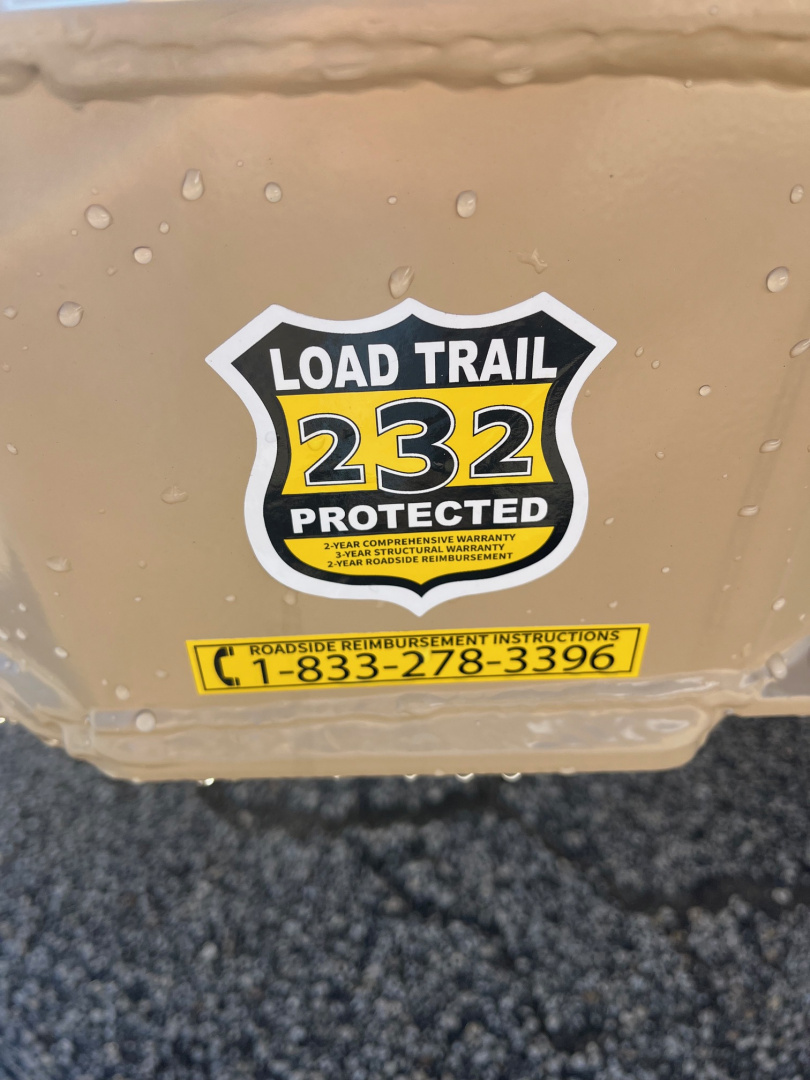 LOAD TRAIL
232
PROTECTED
2-YEAR COMPREHENSIVE WARRANTY
3-YEAR STRUCTURAL WARRANTY
2-YEAR ROADSIDE REIMBURSEMENT
ROADSIDE REIMBURSEMENT INSTRUCTIONS
1-833-278-3396